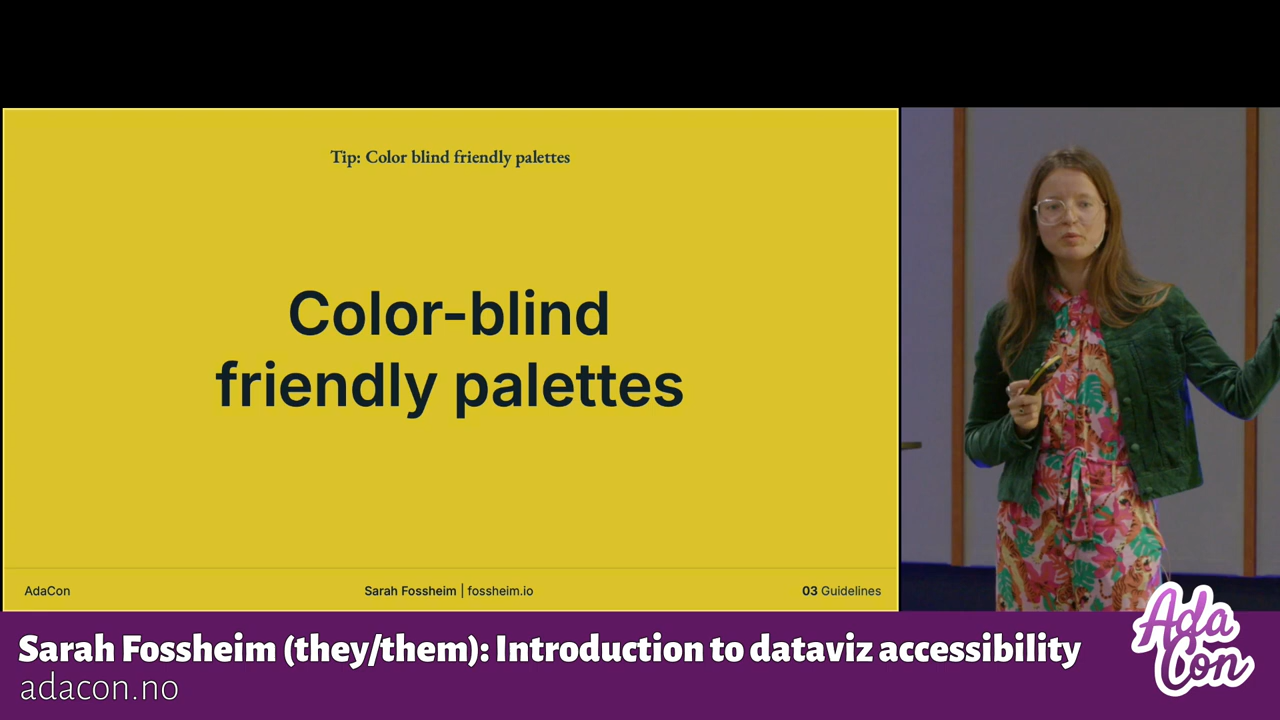 Tip: Color blind friendly palettes
Color-blind
friendly palettes
AdaCon
Sarah Fossheim | fossheim.io
03 Guidelines
Sarah Fossheim (they/them): Introduction to dataviz accessibility
adacon.no
Ada
Con